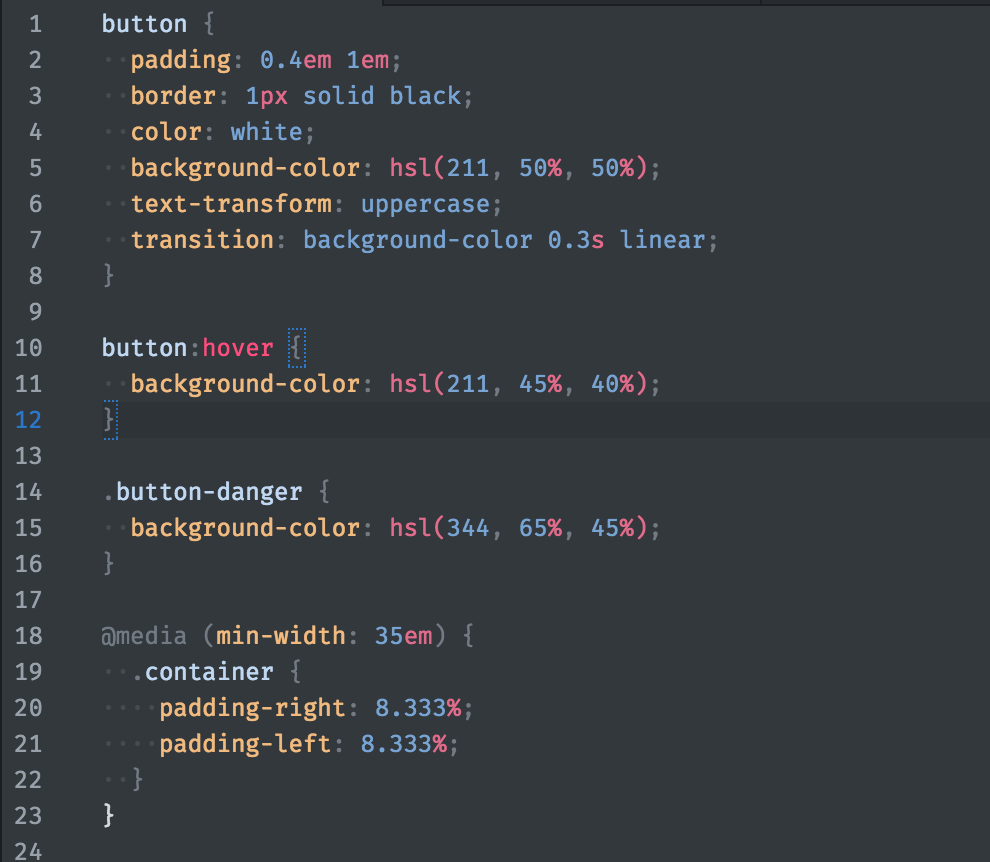 1 button {
2   padding: 0.4em 1em;
3   border: 1px solid black;
4   color: white;
5   background-color: hsl(211, 50%, 50%);
6   text-transform: uppercase;
7   transition: background-color 0.3s linear;
8 }
9
10 button:hover {
11   background-color: hsl(211, 45%, 40%);
12 }
13
14 .button-danger {
15   background-color: hsl(344, 65%, 45%);
16 }
17
18 @media (min-width: 35em) {
19   .container {
20     padding-right: 8.333%;
21     padding-left: 8.333%;
22   }
23 }
24